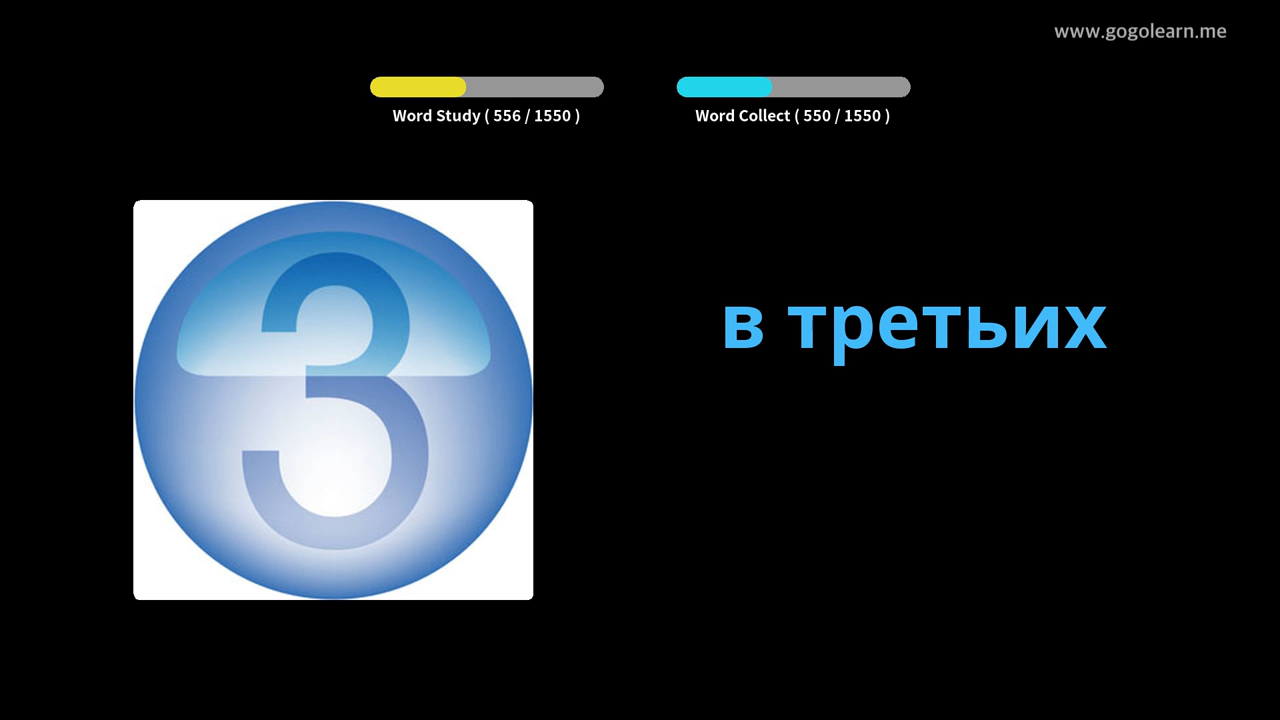 www.gogolearn.me
Word Study ( 556 / 1550 )
Word Collect ( 550 / 1550 )
3
в третьих